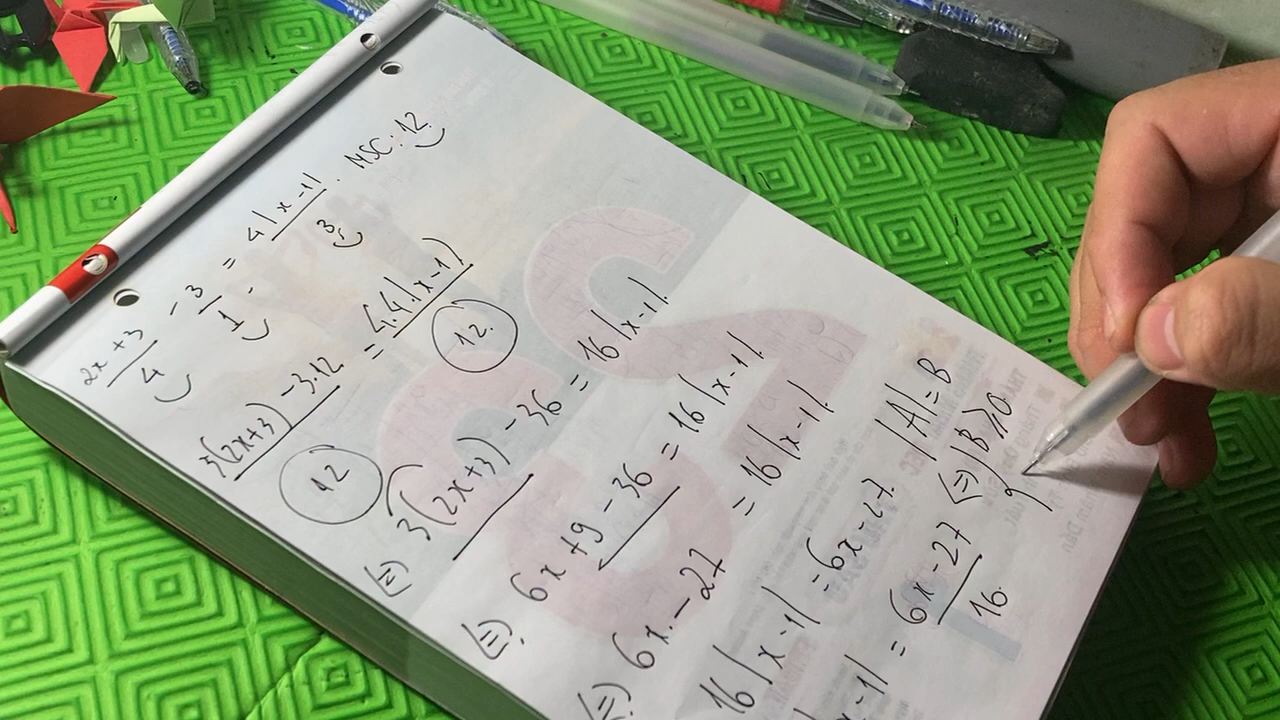 (2x+3)/4 - 3/1 = 4|x-1|/3. MSC: 12.
(3(2x+3) - 3.12)/12 = 4.4.|x-1|/12.
(=) 3(2x+3) - 36 = 16|x-1|.
(=). 6x+9 - 36 = 16|x-1|.
(=) 6x - 27 = 16|x-1|.
16|x-1| = 6x - 27.
x-1| = (6x - 27)/16.
|A| = B
(=) B ≥ 0